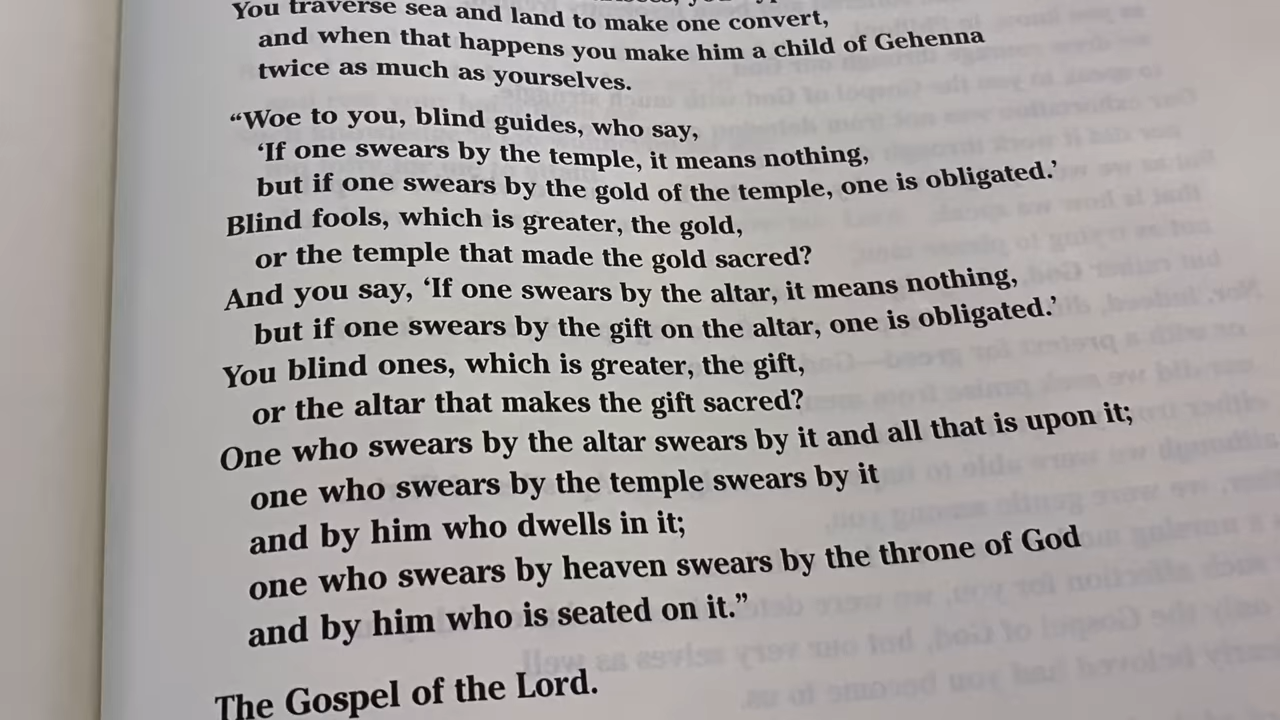 You traverse sea and land to make one convert,
and when that happens you make him a child of Gehenna
twice as much as yourselves.
“Woe to you, blind guides, who say,
‘If one swears by the temple, it means nothing,
but if one swears by the gold of the temple, one is obligated.’
Blind fools, which is greater, the gold,
or the temple that made the gold sacred?
And you say, ‘If one swears by the altar, it means nothing,
but if one swears by the gift on the altar, one is obligated.’
You blind ones, which is greater, the gift,
or the altar that makes the gift sacred?
One who swears by the altar swears by it and all that is upon it;
one who swears by the temple swears by it
and by him who dwells in it;
one who swears by heaven swears by the throne of God
and by him who is seated on it.”
The Gospel of the Lord.